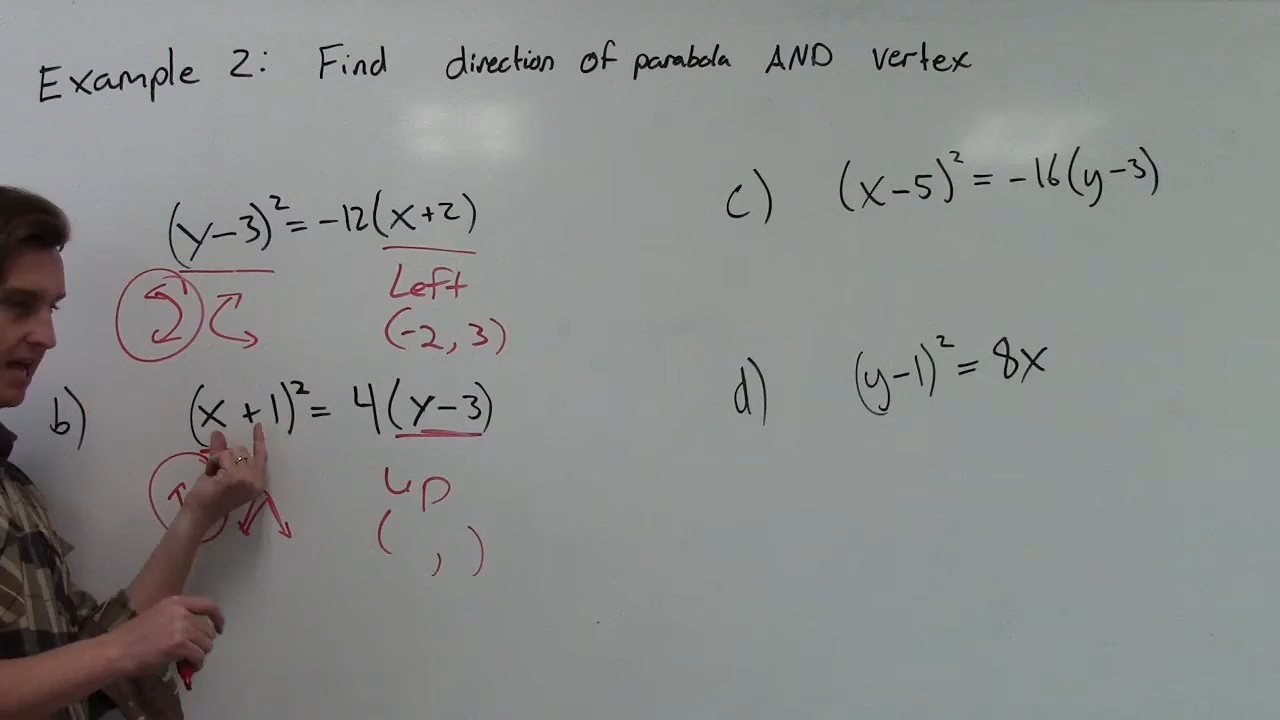 Example 2: Find direction of parabola AND vertex
(y-3)²=-12(x+2)
Left
(-2, 3)
b) (x+1)²= 4(y-3)
up
( , )
c) (x-5)²=-16(y-3)
d) (y-1)²= 8x